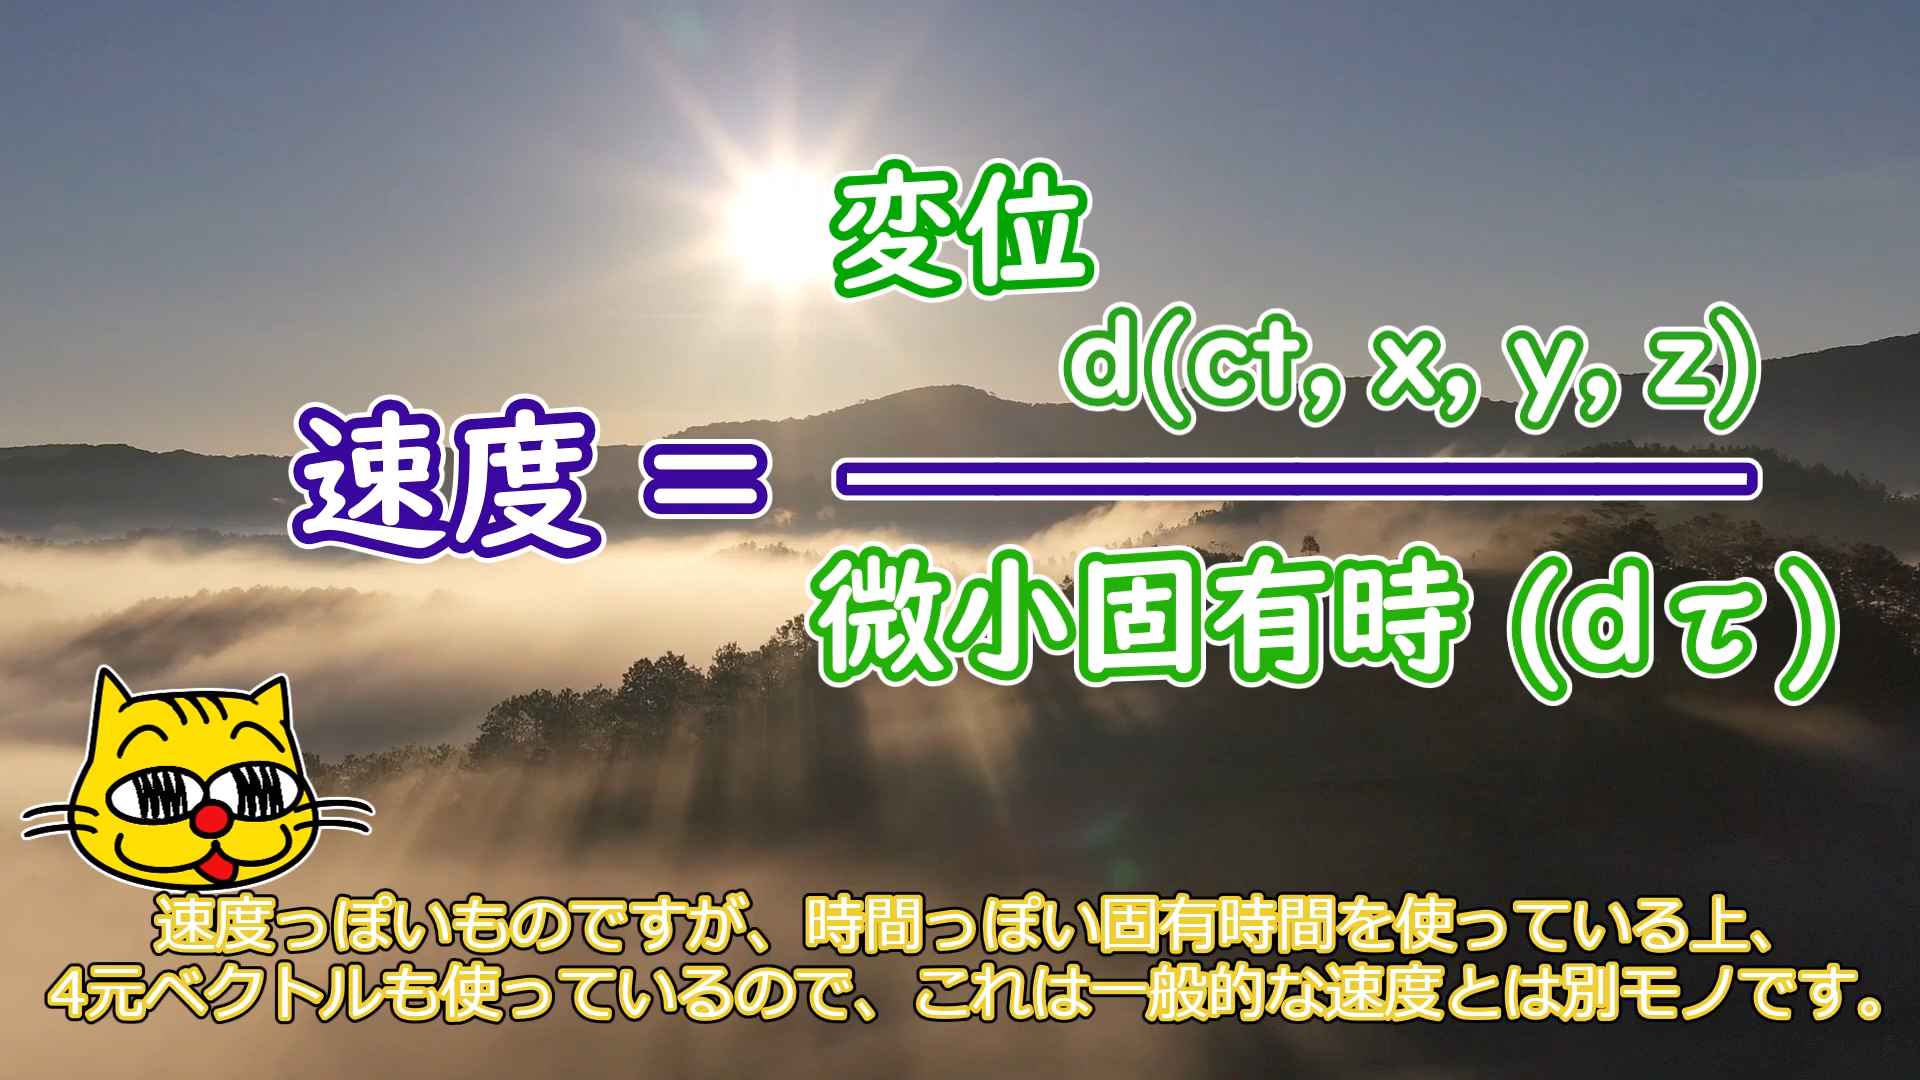 変位
d(ct, x, y, z)
速度 =
微小固有時 (dτ)
速度っぽいものですが、時間っぽい固有時間を使っている上、
4元ベクトルも使っているので、これは一般的な速度とは別モノです。